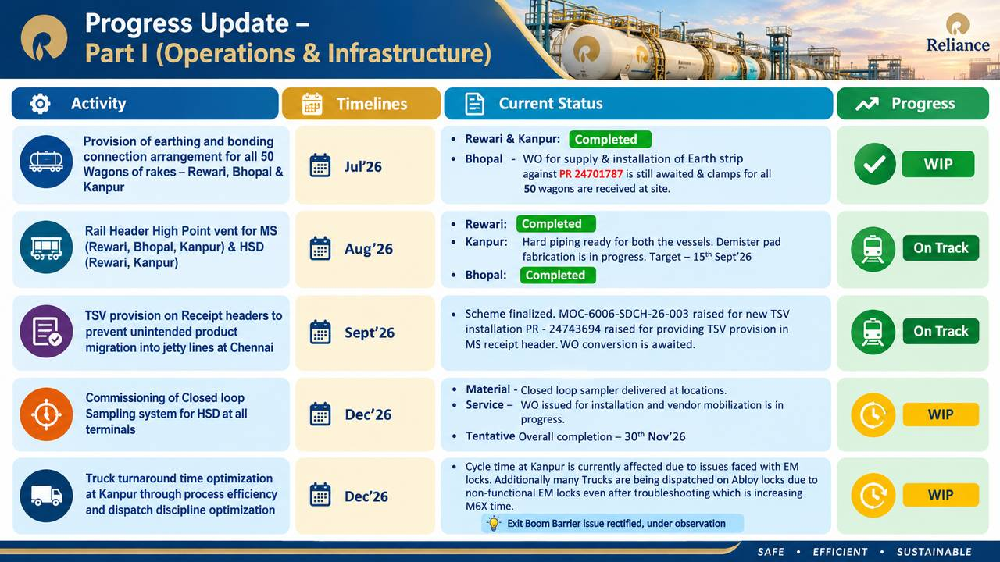 Progress Update –
Part I (Operations & Infrastructure)
Reliance
Activity
Timelines
Current Status
Progress
Provision of earthing and bonding
connection arrangement for all 50
Wagons of rakes – Rewari, Bhopal &
Kanpur
Jul'26
• Rewari & Kanpur: Completed
• Bhopal - WO for supply & installation of Earth strip
against PR 24701787 is still awaited & clamps for all
50 wagons are received at site.
WIP
Rail Header High Point vent for MS
(Rewari, Bhopal, Kanpur) & HSD
(Rewari, Kanpur)
Aug'26
• Rewari: Completed
• Kanpur: Hard piping ready for both the vessels. Demister pad
fabrication is in progress. Target – 15th Sept'26
• Bhopal: Completed
On Track
TSV provision on Receipt headers to
prevent unintended product
migration into jetty lines at Chennai
Sept'26
• Scheme finalized. MOC-6006-SDCH-26-003 raised for new TSV
installation PR - 24743694 raised for providing TSV provision in
MS receipt header. WO conversion is awaited.
On Track
Commissioning of Closed loop
Sampling system for HSD at all
terminals
Dec'26
• Material - Closed loop sampler delivered at locations.
• Service – WO issued for installation and vendor mobilization is in
progress.
• Tentative Overall completion – 30th Nov'26
WIP
Truck turnaround time optimization
at Kanpur through process efficiency
and dispatch discipline optimization
Dec'26
• Cycle time at Kanpur is currently affected due to issues faced with EM
locks. Additionally many Trucks are being dispatched on Abloy locks due to
non-functional EM locks even after troubleshooting which is increasing
M6X time.
Exit Boom Barrier issue rectified, under observation
WIP
SAFE • EFFICIENT • SUSTAINABLE